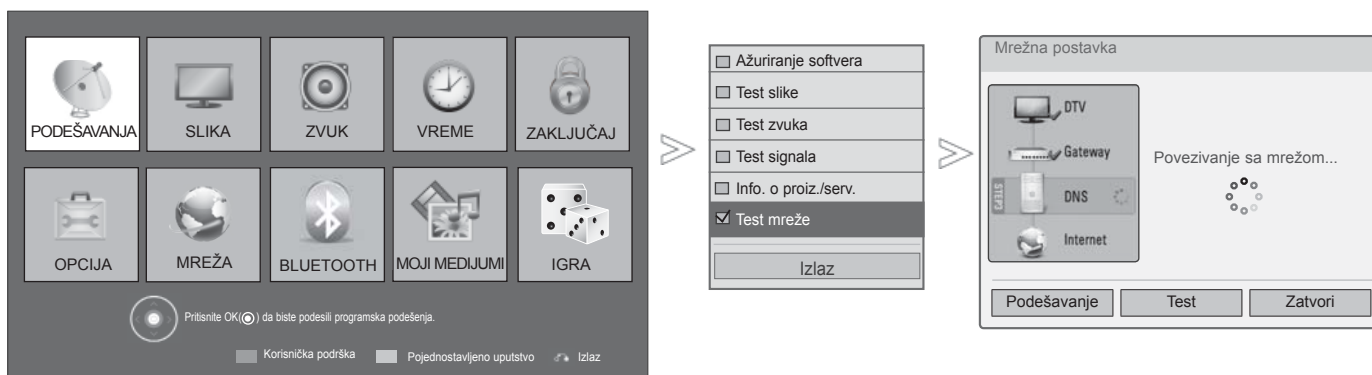 PODEŠAVANJA
SLIKA
ZVUK
VREME
ZAKLJUČAJ
OPCIJA
MREŽA
BLUETOOTH
MOJI MEDIJUMI
IGRA
Pritisnite OK( ) da biste podesili programska podešenja.
Korisnička podrška
Pojednostavljeno uputstvo
Izlaz
Ažuriranje softvera
Test slike
Test zvuka
Test signala
Info. o proiz./serv.
Test mreže
Izlaz
Mrežna postavka
DTV
Gateway
STEP3
DNS
Internet
Povezivanje sa mrežom...
Podešavanje
Test
Zatvori